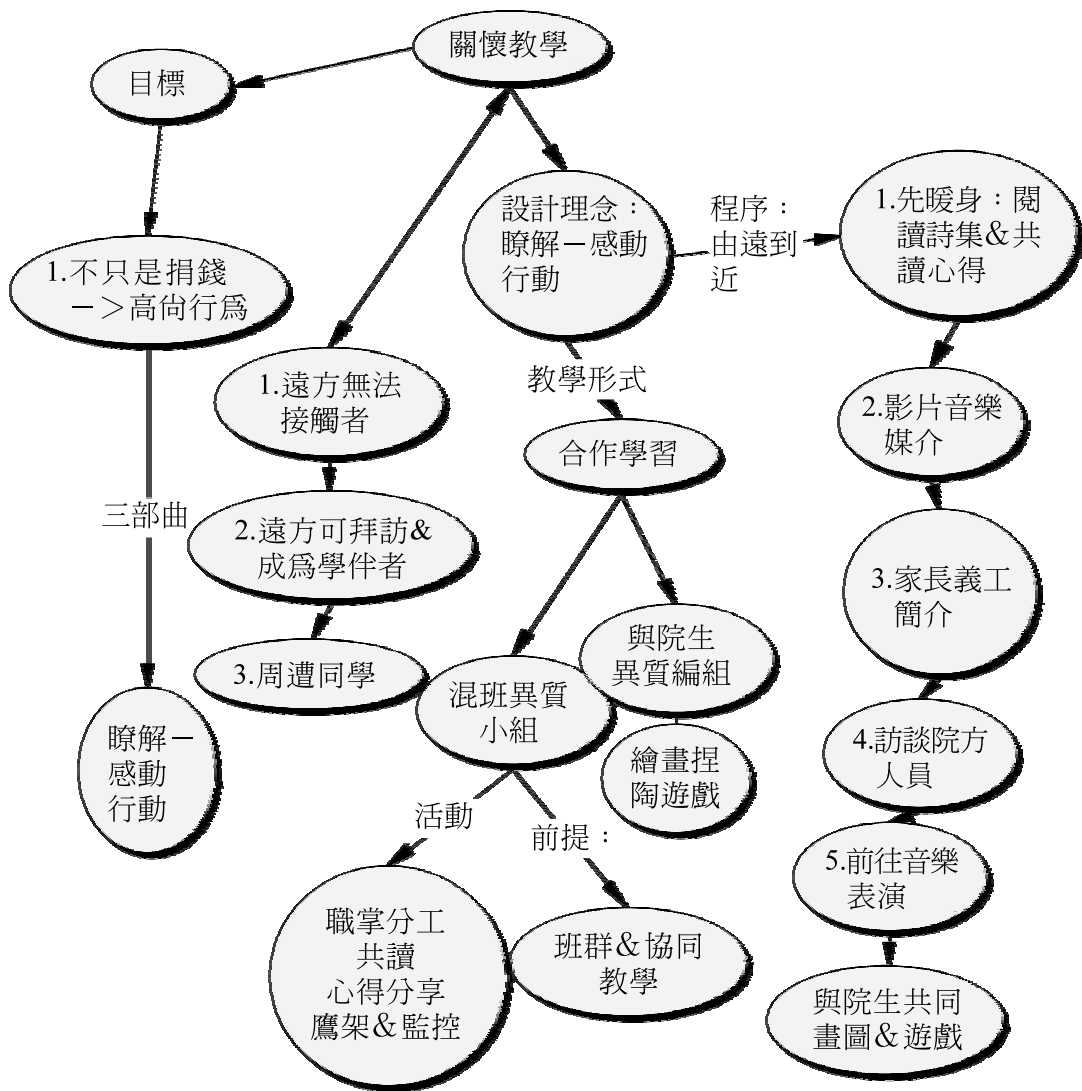 關懷教學
目標
1.不只是捐錢
－＞高尚行爲
三部曲
瞭解－
感動
行動
1.遠方無法
接觸者
2.遠方可拜訪&
成爲學伴者
3.周遭同學
設計理念：
瞭解－感動
行動
教學形式
合作學習
混班異質
小組
活動
職掌分工
共讀
心得分享
鷹架&監控
前提：
班群&協同
教學
與院生
異質編組
繪畫捏
陶遊戲
程序：
由遠到
近
1.先暖身：閱
讀詩集&共
讀心得
2.影片音樂
媒介
3.家長義工
簡介
4.訪談院方
人員
5.前往音樂
表演
與院生共同
畫圖&遊戲